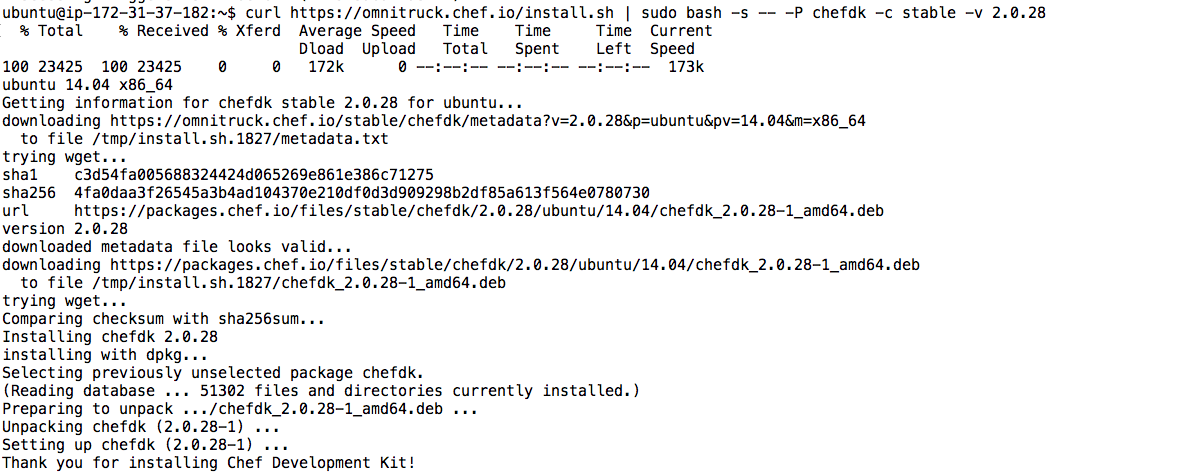 ubuntu@ip-172-31-37-182:~$ curl https://omnitruck.chef.io/install.sh | sudo bash -s -- -P chefdk -c stable -v 2.0.28
% Total % Received % Xferd Average Speed Time Time Time Current
Dload Upload Total Spent Left Speed
100 23425 100 23425 0 0 172k 0 --:--:-- --:--:-- --:--:-- 173k
ubuntu 14.04 x86_64
Getting information for chefdk stable 2.0.28 for ubuntu...
downloading https://omnitruck.chef.io/stable/chefdk/metadata?v=2.0.28&p=ubuntu&pv=14.04&m=x86_64
to file /tmp/install.sh.1827/metadata.txt
trying wget...
sha1 c3d54fa005688324424d065269e861e386c71275
sha256 4fa0daa3f26545a3b4ad104370e210df0d3d909298b2df85a613f564e0780730
url https://packages.chef.io/files/stable/chefdk/2.0.28/ubuntu/14.04/chefdk_2.0.28-1_amd64.deb
version 2.0.28
downloaded metadata file looks valid...
downloading https://packages.chef.io/files/stable/chefdk/2.0.28/ubuntu/14.04/chefdk_2.0.28-1_amd64.deb
to file /tmp/install.sh.1827/chefdk_2.0.28-1_amd64.deb
trying wget...
Comparing checksum with sha256sum...
Installing chefdk 2.0.28
installing with dpkg...
Selecting previously unselected package chefdk.
(Reading database ... 51302 files and directories currently installed.)
Preparing to unpack .../chefdk_2.0.28-1_amd64.deb ...
Unpacking chefdk (2.0.28-1) ...
Setting up chefdk (2.0.28-1) ...
Thank you for installing Chef Development Kit!